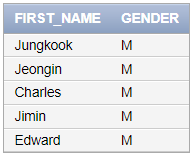 FIRST_NAME GENDER
Jungkook M
Jeongin M
Charles M
Jimin M
Edward M